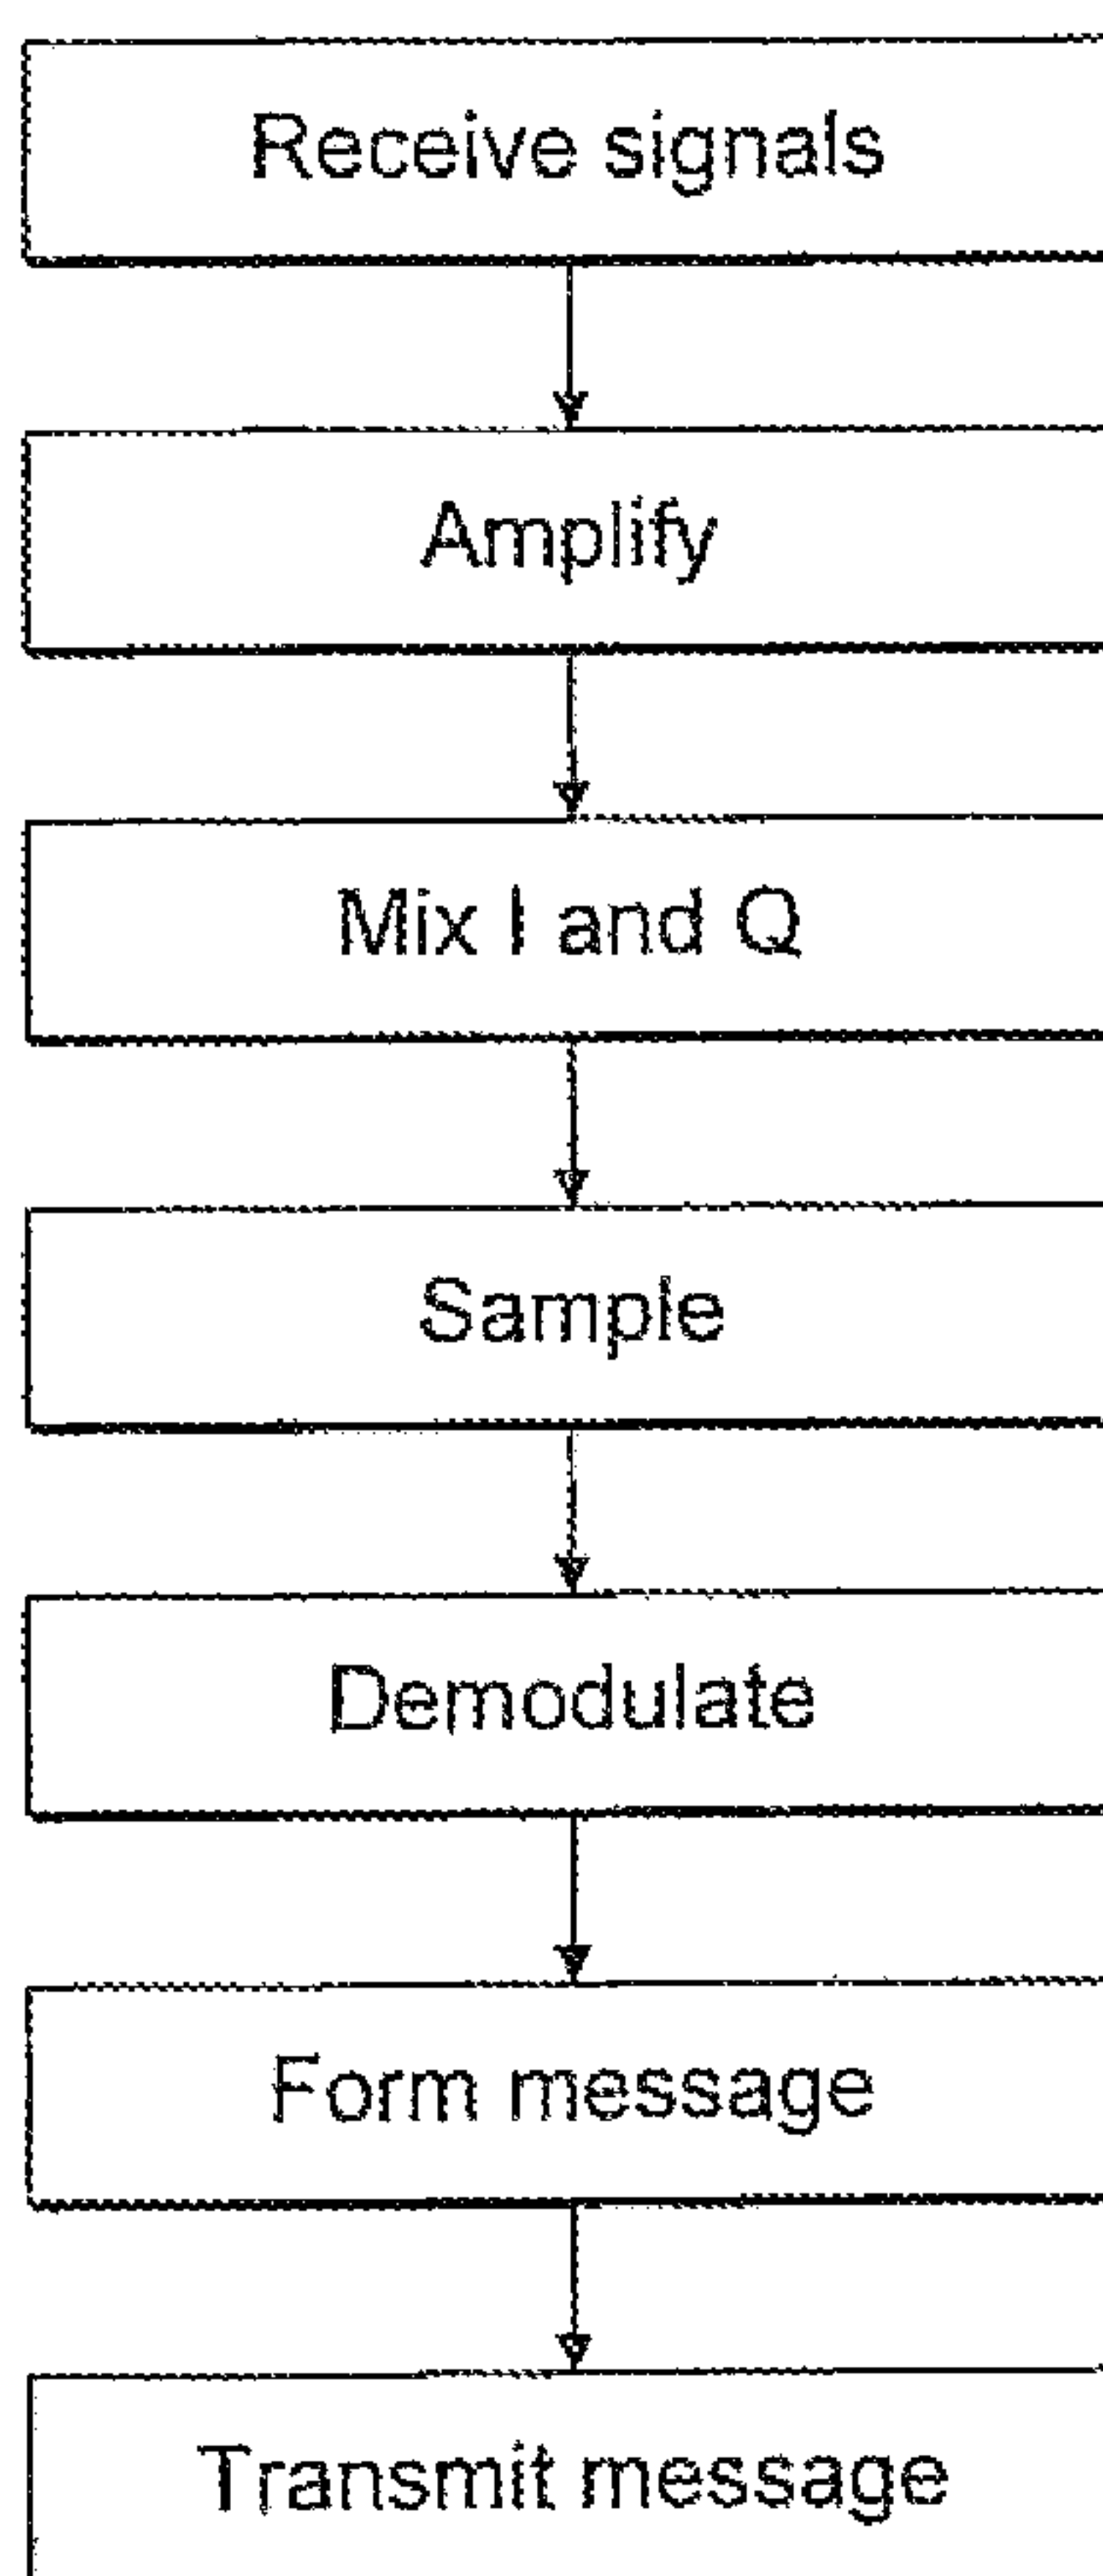 Receive signals
Amplify
Mix I and Q
Sample
Demodulate
Form message
Transmit message